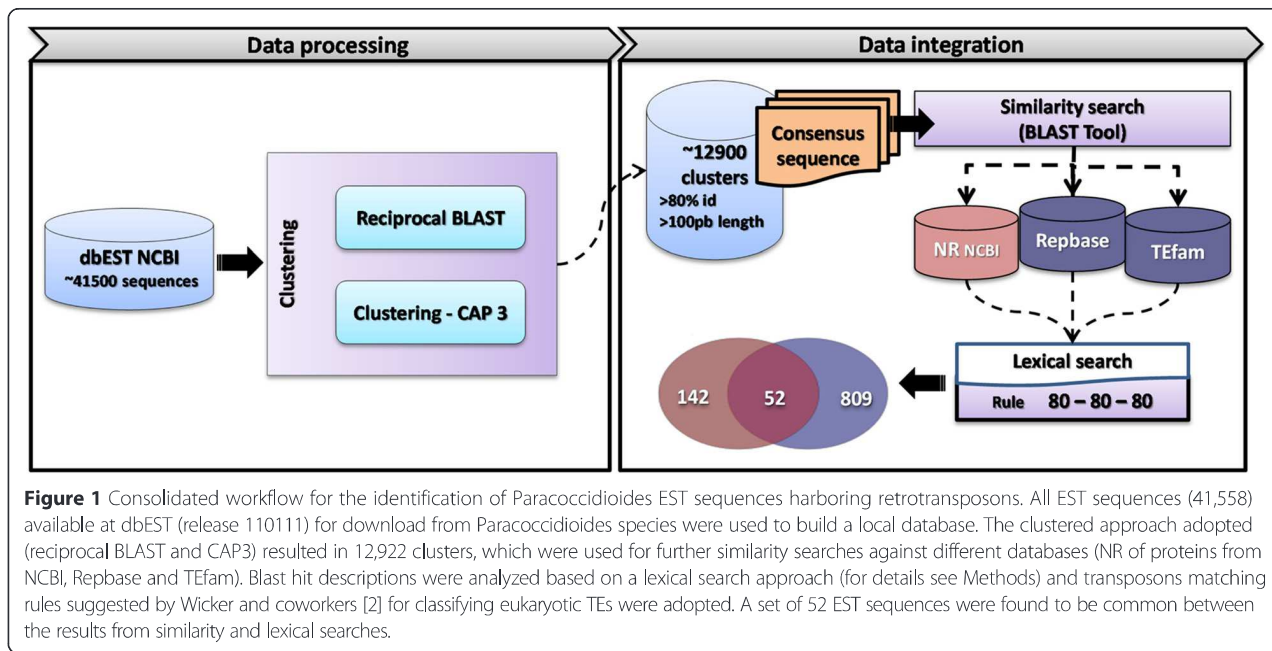 Data processing
Data integration
dbEST NCBI
~41500 sequences
Clustering
Reciprocal BLAST
Clustering - CAP 3
~12900
clusters
>80% id
>100pb length
Consensus
sequence
Similarity search
(BLAST Tool)
NR NCBI
Repbase
TEfam
Lexical search
Rule 80 – 80 – 80
142
52
809
Figure 1 Consolidated workflow for the identification of Paracoccidioides EST sequences harboring retrotransposons. All EST sequences (41,558)
available at dbEST (release 110111) for download from Paracoccidioides species were used to build a local database. The clustered approach adopted
(reciprocal BLAST and CAP3) resulted in 12,922 clusters, which were used for further similarity searches against different databases (NR of proteins from
NCBI, Repbase and TEfam). Blast hit descriptions were analyzed based on a lexical search approach (for details see Methods) and transposons matching
rules suggested by Wicker and coworkers [2] for classifying eukaryotic TEs were adopted. A set of 52 EST sequences were found to be common between
the results from similarity and lexical searches.